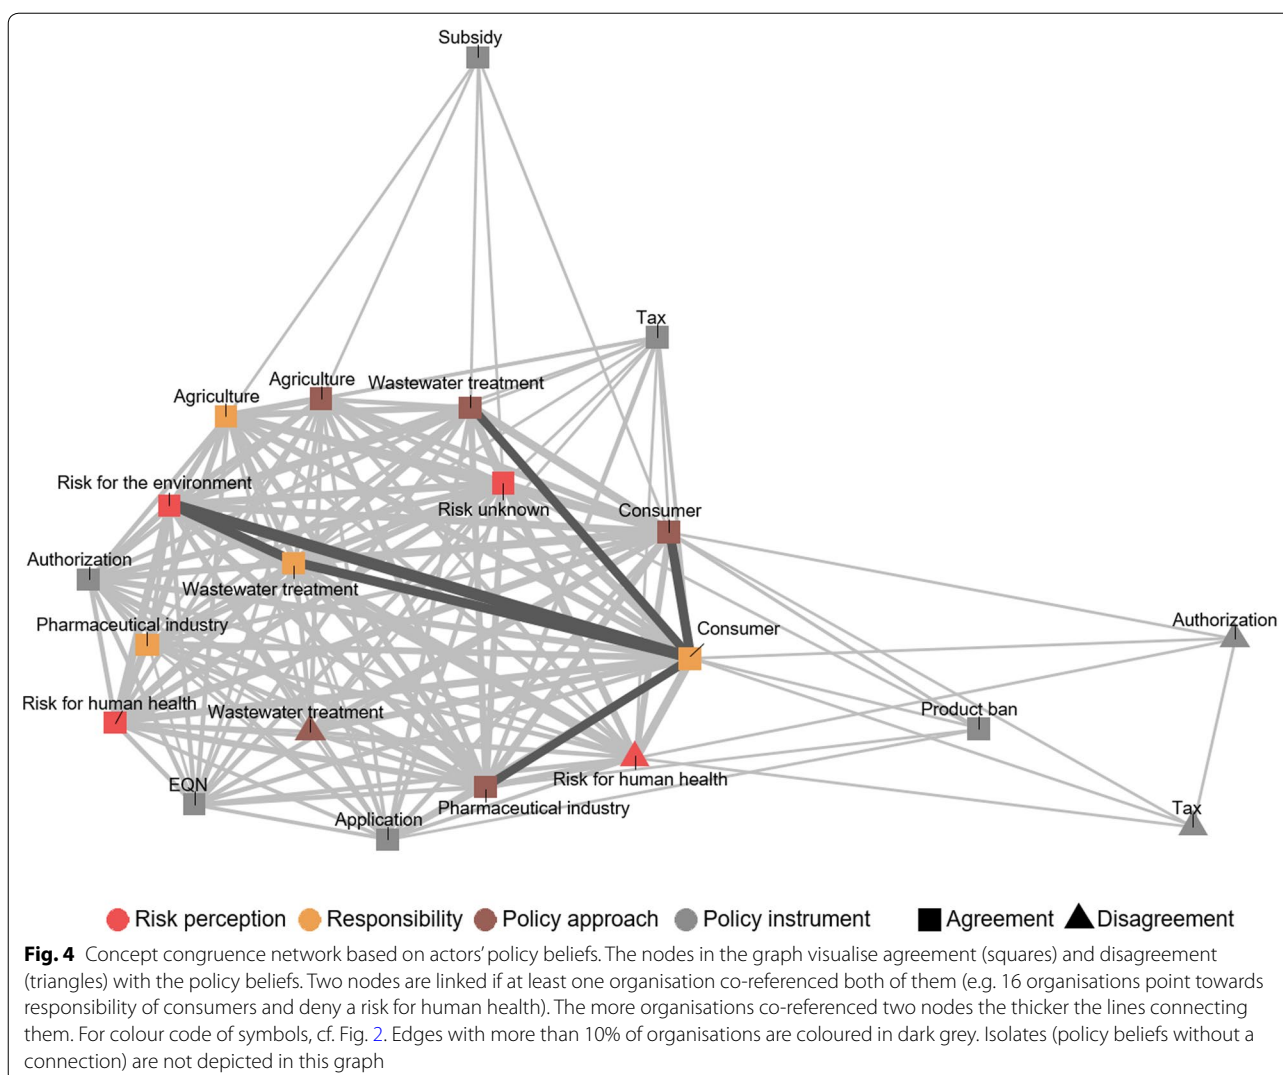 Subsidy
Tax
Agriculture
Wastewater treatment
Agriculture
Risk for the environment
Risk unknown
Consumer
Authorization
Wastewater treatment
Pharmaceutical industry
Consumer
Authorization
Risk for human health
Wastewater treatment
Product ban
Risk for human health
EQN
Pharmaceutical industry
Tax
Application
Risk perception Responsibility Policy approach Policy instrument Agreement Disagreement
Fig. 4 Concept congruence network based on actors’ policy beliefs. The nodes in the graph visualise agreement (squares) and disagreement
(triangles) with the policy beliefs. Two nodes are linked if at least one organisation co-referenced both of them (e.g. 16 organisations point towards
responsibility of consumers and deny a risk for human health). The more organisations co-referenced two nodes the thicker the lines connecting
them. For colour code of symbols, cf. Fig. 2. Edges with more than 10% of organisations are coloured in dark grey. Isolates (policy beliefs without a
connection) are not depicted in this graph